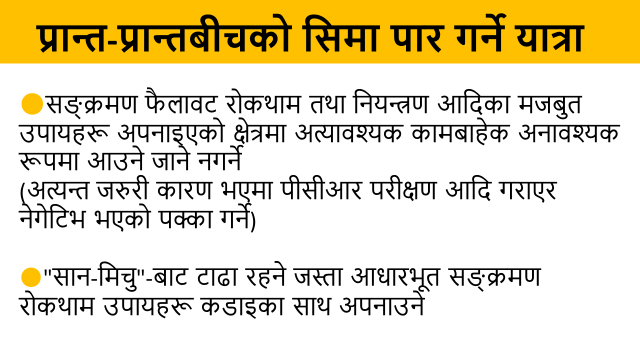 प्रान्त-प्रान्तबीचको सिमा पार गर्ने यात्रा
●सङ्क्रमण फैलावट रोकथाम तथा नियन्त्रण आदिका मजबुत
उपायहरू अपनाइएको क्षेत्रमा अत्यावश्यक कामबाहेक अनावश्यक
रूपमा आउने जाने नगर्ने
(अत्यन्त जरुरी कारण भएमा पीसीआर परीक्षण आदि गराएर
नेगेटिभ भएको पक्का गर्ने)
●"सान-मिचु"-बाट टाढा रहने जस्ता आधारभूत सङ्क्रमण
रोकथाम उपायहरू कडाइका साथ अपनाउने